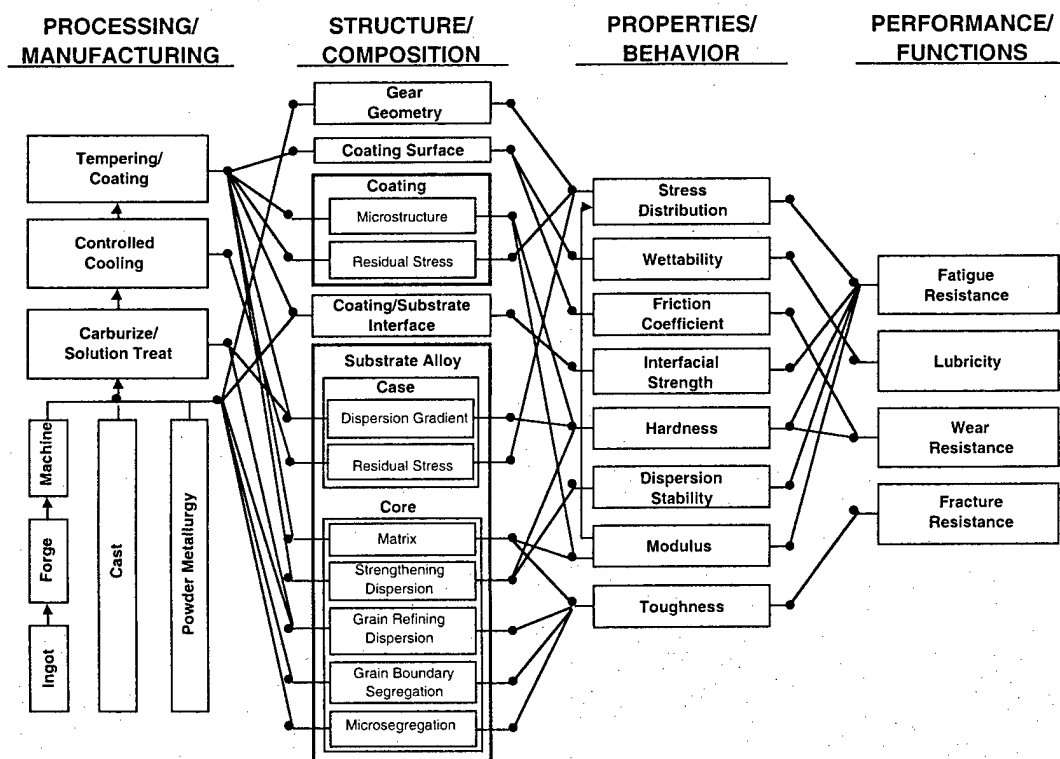 PROCESSING/
MANUFACTURING
STRUCTURE/
COMPOSITION
PROPERTIES/
BEHAVIOR
PERFORMANCE/
FUNCTIONS
Tempering/
Coating
Controlled
Cooling
Carburize/
Solution Treat
Machine
Forge
Ingot
Cast
Powder Metallurgy
Gear
Geometry
Coating Surface
Coating
Microstructure
Residual Stress
Coating/Substrate
Interface
Substrate Alloy
Case
Dispersion Gradient
Residual Stress
Core
Matrix
Strengthening
Dispersion
Grain Refining
Dispersion
Grain Boundary
Segregation
Microsegregation
Stress
Distribution
Wettability
Friction
Coefficient
Interfacial
Strength
Hardness
Dispersion
Stability
Modulus
Toughness
Fatigue
Resistance
Lubricity
Wear
Resistance
Fracture
Resistance